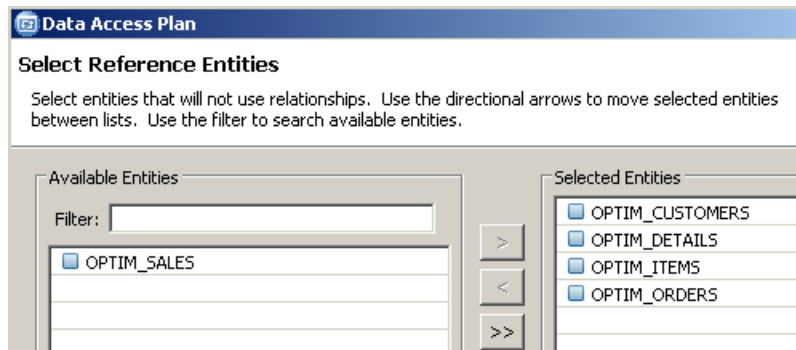 Data Access Plan
Select Reference Entities
Select entities that will not use relationships.  Use the directional arrows to move selected entities
between lists.  Use the filter to search available entities.
Available Entities
Filter:
OPTIM_SALES
>
<
>>
Selected Entities
OPTIM_CUSTOMERS
OPTIM_DETAILS
OPTIM_ITEMS
OPTIM_ORDERS